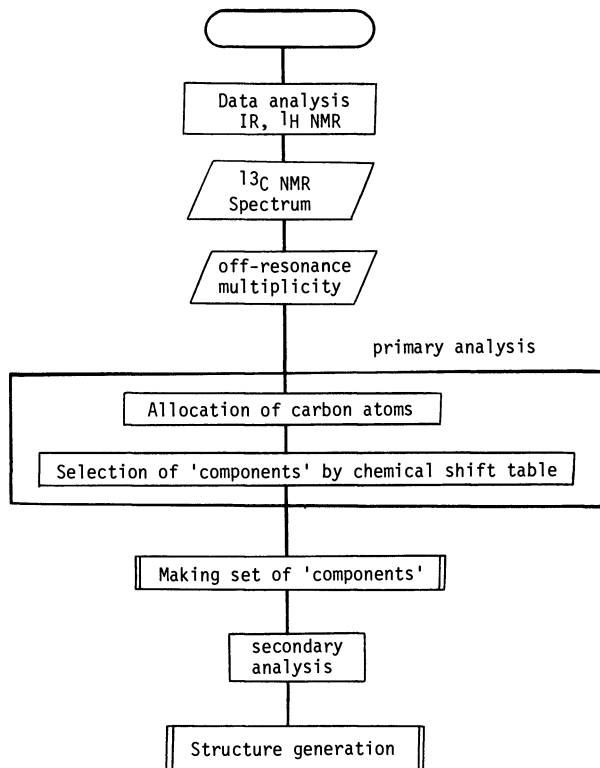 Data analysis
IR, ¹H NMR
¹³C NMR
Spectrum
off-resonance
multiplicity
primary analysis
Allocation of carbon atoms
Selection of 'components' by chemical shift table
Making set of 'components'
secondary
analysis
Structure generation